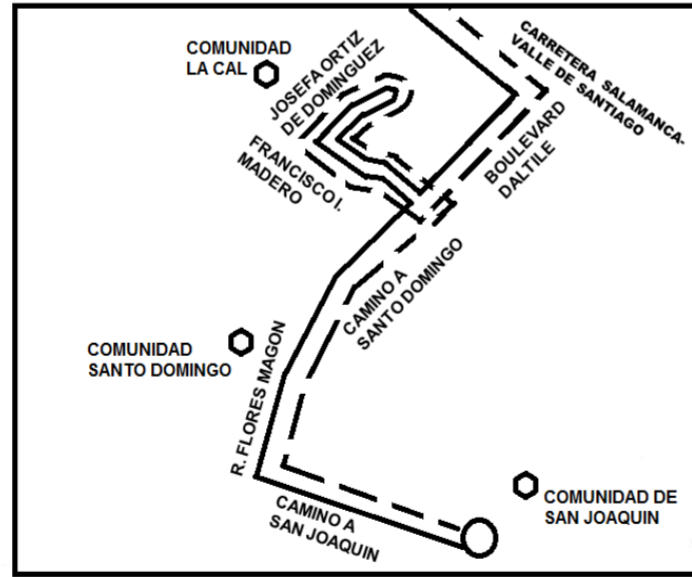 COMUNIDAD
LA CAL
JOSEFA ORTIZ
DE DOMINGUEZ
FRANCISCO I.
MADERO
CARRETERA SALAMANCA-
VALLE DE SANTIAGO
BOULEVARD
DALTILE
CAMINO A
SANTO DOMINGO
COMUNIDAD
SANTO DOMINGO
R. FLORES MAGON
CAMINO A
SAN JOAQUIN
COMUNIDAD DE
SAN JOAQUIN